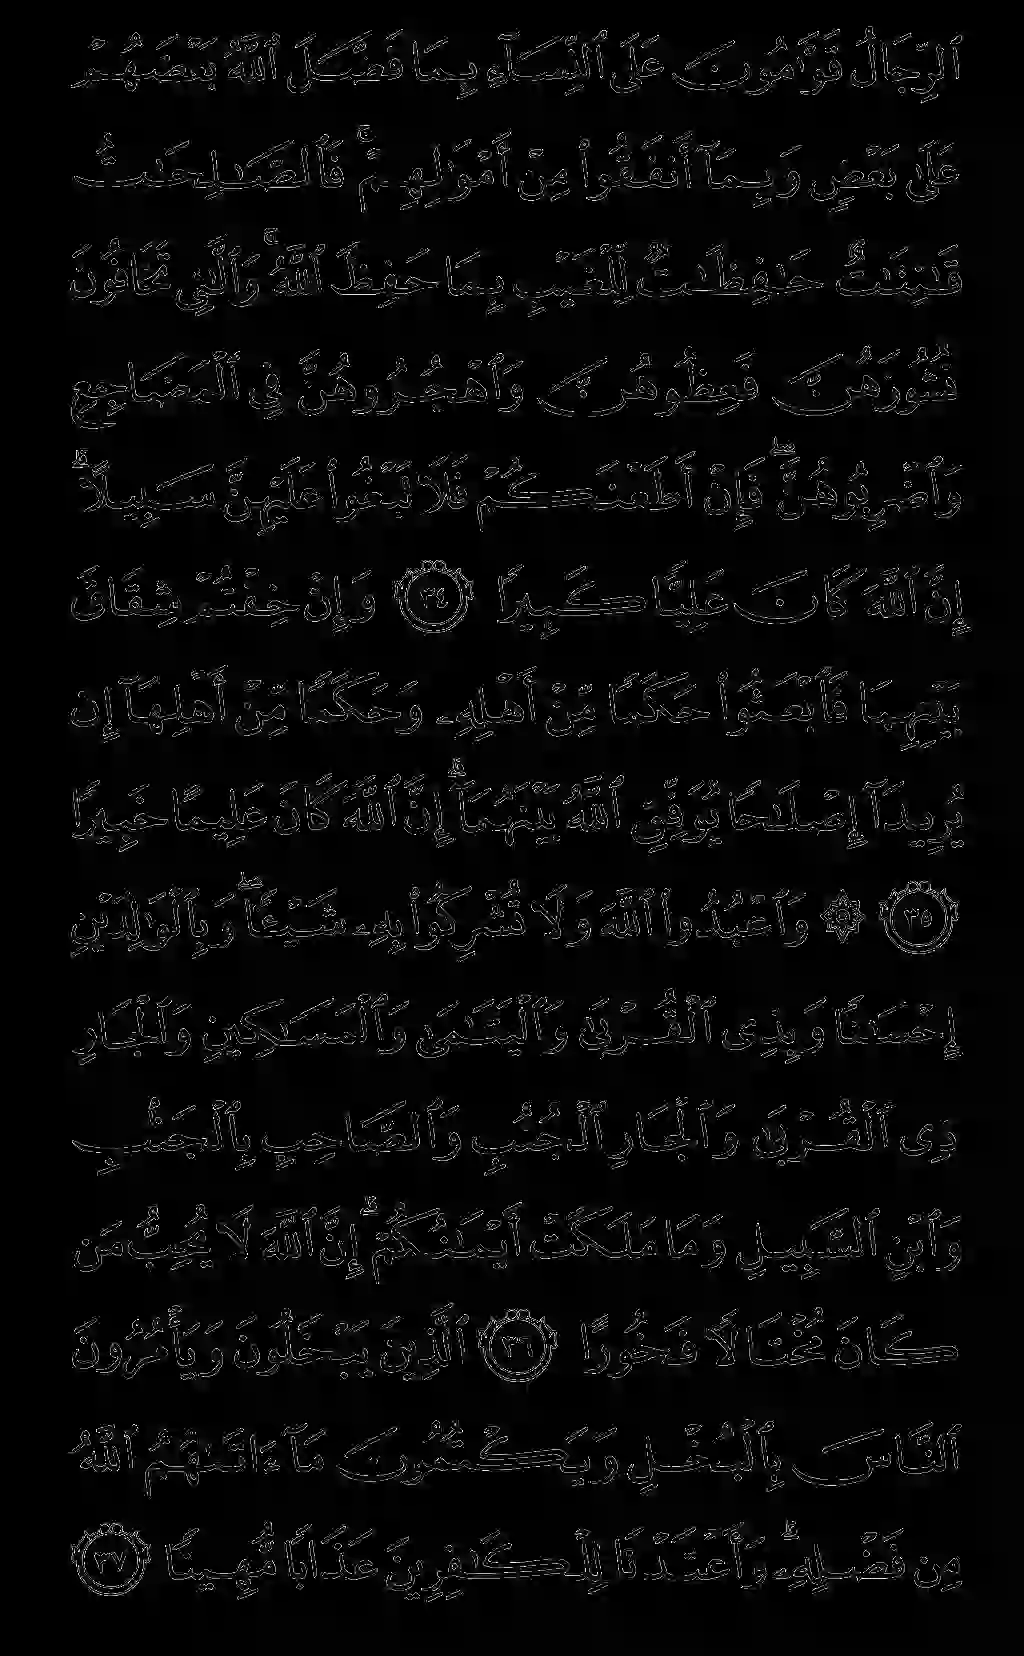 ٱلرِّجَالُ قَوَّٰمُونَ عَلَى ٱلنِّسَآءِ بِمَا فَضَّلَ ٱللَّهُ بَعْضَهُمْ
عَلَىٰ بَعْضٍ وَبِمَآ أَنفَقُوا۟ مِنْ أَمْوَٰلِهِمْ ۚ فَٱلصَّٰلِحَٰتُ
قَٰنِتَٰتٌ حَٰفِظَٰتٌ لِّلْغَيْبِ بِمَا حَفِظَ ٱللَّهُ ۚ وَٱلَّٰتِى تَخَافُونَ
نُشُوزَهُنَّ فَعِظُوهُنَّ وَٱهْجُرُوهُنَّ فِى ٱلْمَضَاجِعِ
وَٱضْرِبُوهُنَّ ۖ فَإِنْ أَطَعْنَكُمْ فَلَا تَبْغُوا۟ عَلَيْهِنَّ سَبِيلًا ۗ
إِنَّ ٱللَّهَ كَانَ عَلِيًّا كَبِيرًا ٣٤ وَإِنْ خِفْتُمْ شِقَاقَ
بَيْنِهِمَا فَٱبْعَثُوا۟ حَكَمًا مِّنْ أَهْلِهِۦ وَحَكَمًا مِّنْ أَهْلِهَآ إِن
يُرِيدَآ إِصْلَٰحًا يُوَفِّقِ ٱللَّهُ بَيْنَهُمَآ ۗ إِنَّ ٱللَّهَ كَانَ عَلِيمًا خَبِيرًا
٣٥ ۞ وَٱعْبُدُوا۟ ٱللَّهَ وَلَا تُشْرِكُوا۟ بِهِۦ شَيْـًٔا ۖ وَبِٱلْوَٰلِدَيْنِ
إِحْسَٰنًا وَبِذِى ٱلْقُرْبَىٰ وَٱلْيَتَٰمَىٰ وَٱلْمَسَٰكِينِ وَٱلْجَارِ
ذِى ٱلْقُرْبَىٰ وَٱلْجَارِ ٱلْجُنُبِ وَٱلصَّاحِبِ بِٱلْجَنۢبِ
وَٱبْنِ ٱلسَّبِيلِ وَمَا مَلَكَتْ أَيْمَٰنُكُمْ ۗ إِنَّ ٱللَّهَ لَا يُحِبُّ مَن
كَانَ مُخْتَالًا فَخُورًا ٣٦ ٱلَّذِينَ يَبْخَلُونَ وَيَأْمُرُونَ
ٱلنَّاسَ بِٱلْبُخْلِ وَيَكْتُمُونَ مَآ ءَاتَىٰهُمُ ٱللَّهُ
مِن فَضْلِهِۦ ۗ وَأَعْتَدْنَا لِلْكَٰفِرِينَ عَذَابًا مُّهِينًا ٣٧